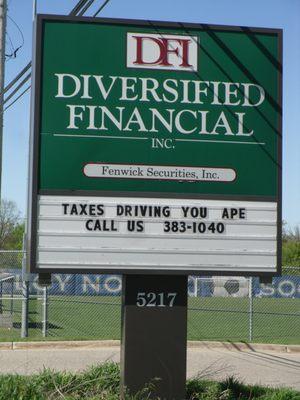 DFI
DIVERSIFIED
FINANCIAL
INC.
Fenwick Securities, Inc.
TAXES DRIVING YOU APE
CALL US 383-1040
5217